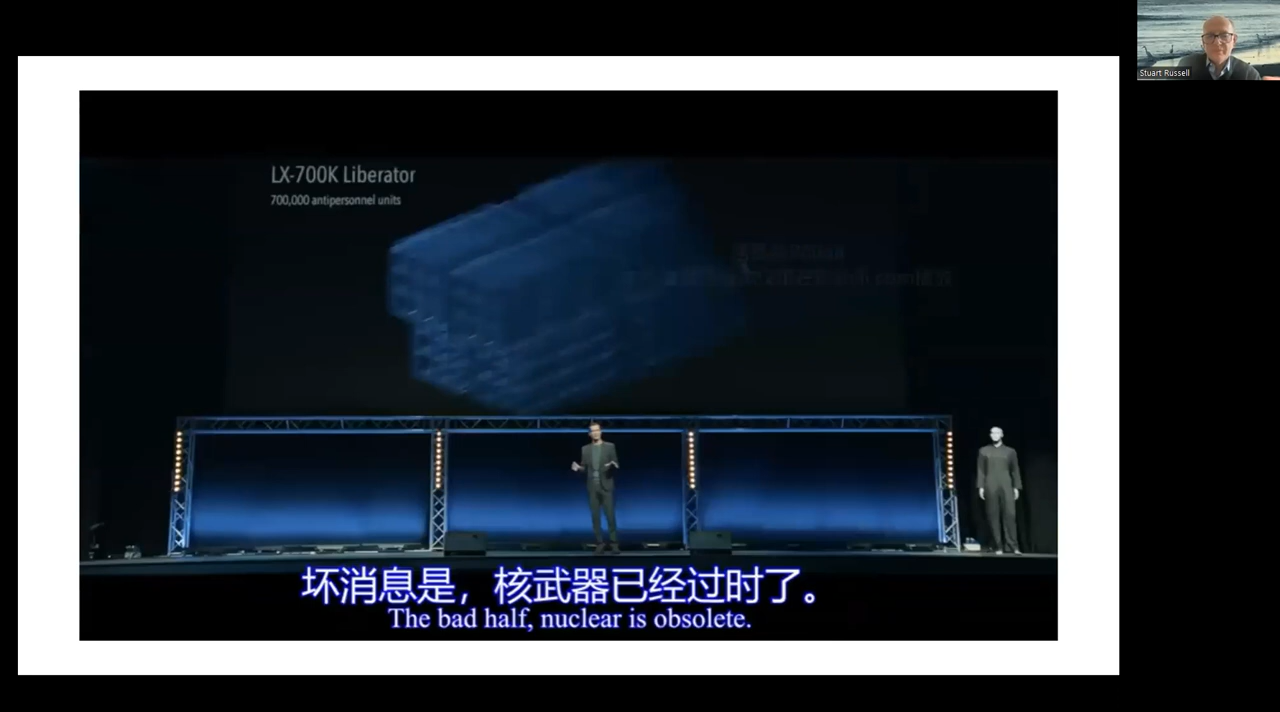 Stuart Russell
LX-700K Liberator
700,000 antipersonnel units
坏消息是，核武器已经过时了。
The bad half, nuclear is obsolete.